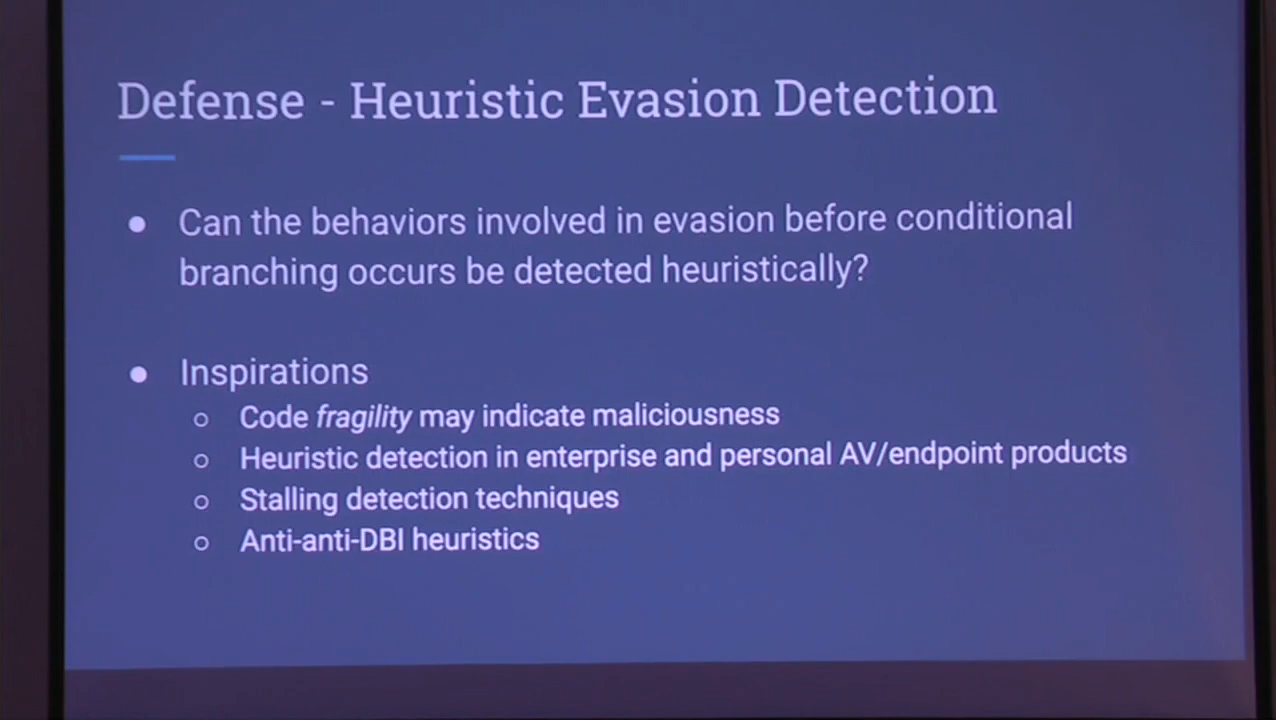 Defense - Heuristic Evasion Detection
● Can the behaviors involved in evasion before conditional
branching occurs be detected heuristically?
● Inspirations
○ Code fragility may indicate maliciousness
○ Heuristic detection in enterprise and personal AV/endpoint products
○ Stalling detection techniques
○ Anti-anti-DBI heuristics